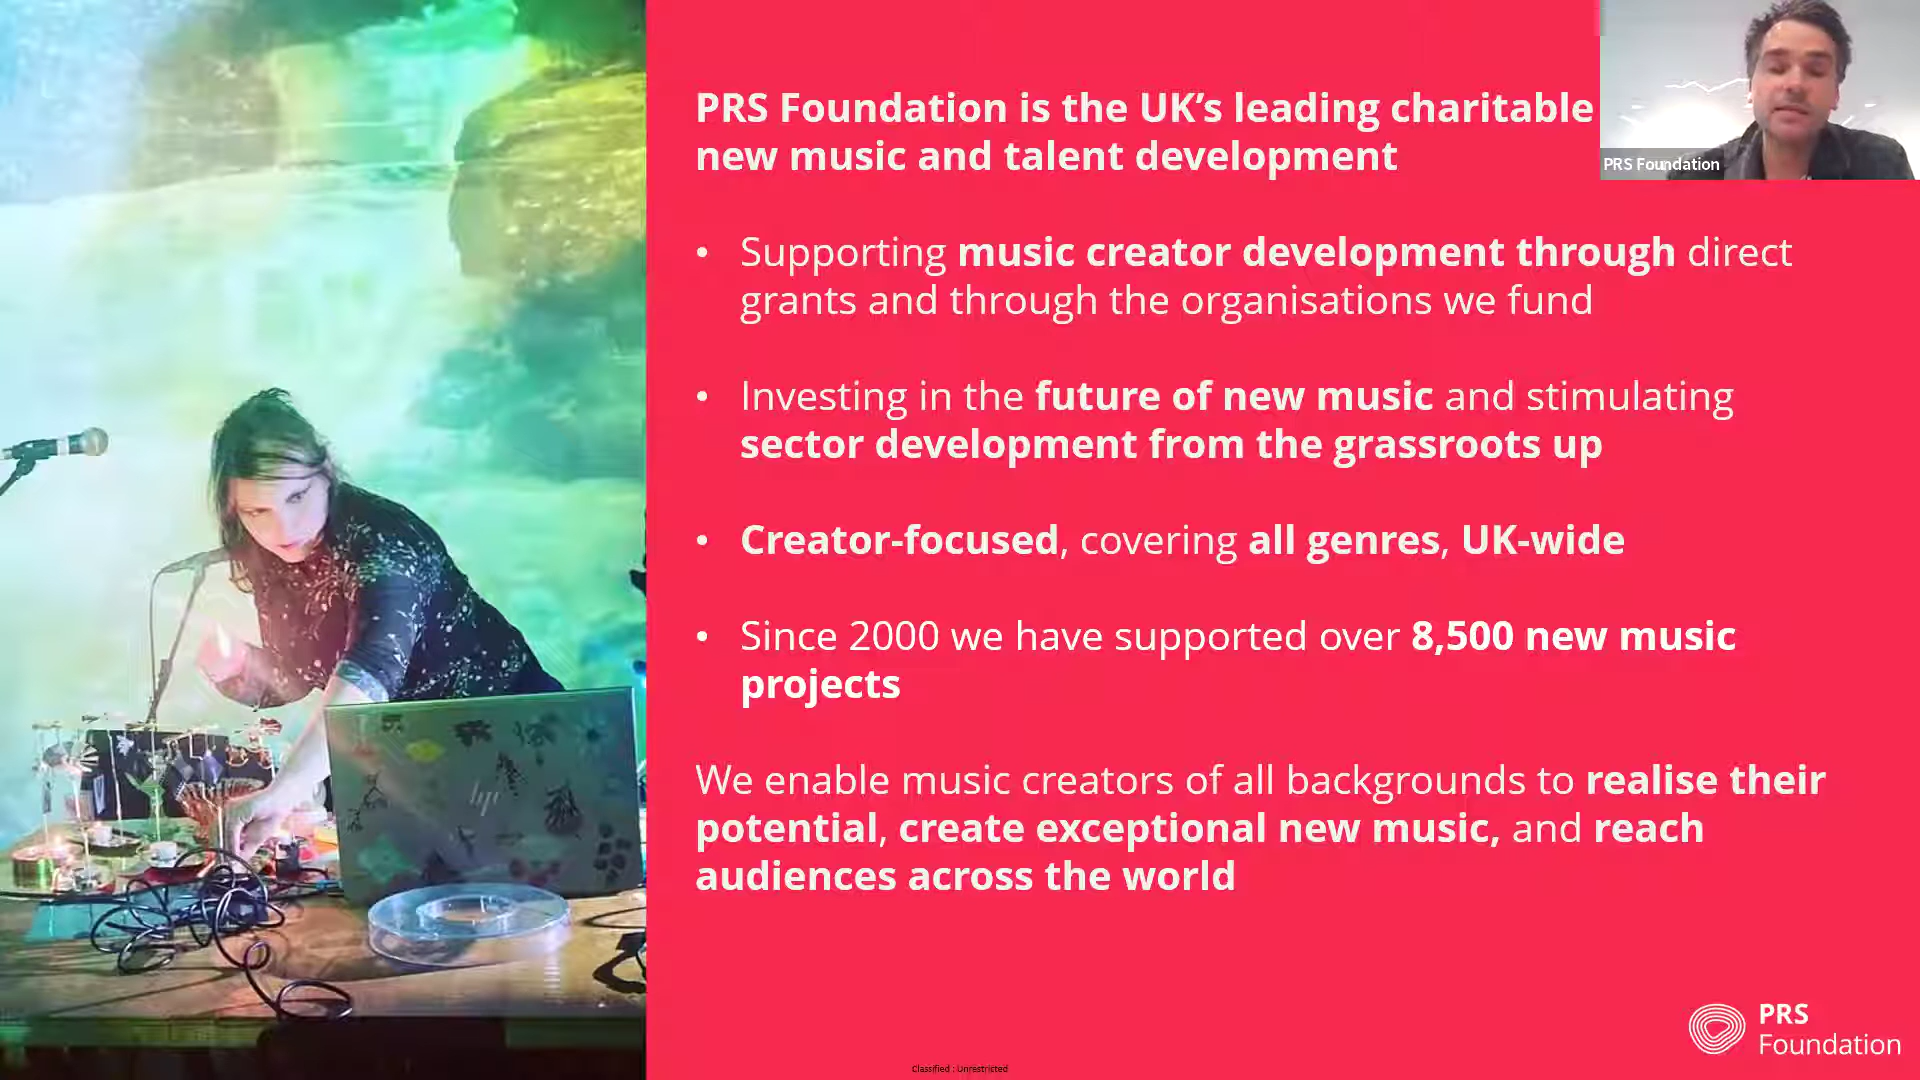 PRS Foundation is the UK's leading charitable
new music and talent development
PRS Foundation
• Supporting music creator development through direct
grants and through the organisations we fund
• Investing in the future of new music and stimulating
sector development from the grassroots up
• Creator-focused, covering all genres, UK-wide
• Since 2000 we have supported over 8,500 new music
projects
We enable music creators of all backgrounds to realise their
potential, create exceptional new music, and reach
audiences across the world
hp
PRS
Foundation
Classified : Unrestricted